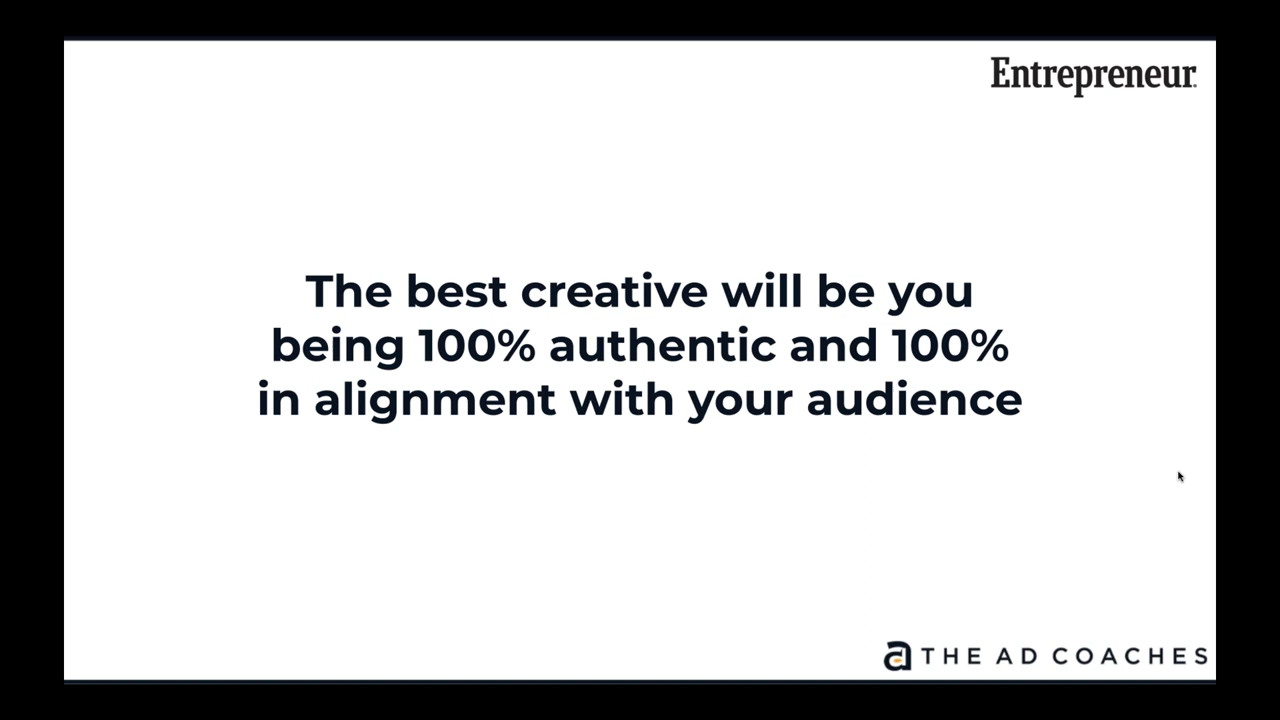 Entrepreneur.
The best creative will be you
being 100% authentic and 100%
in alignment with your audience
a THE AD COACHES